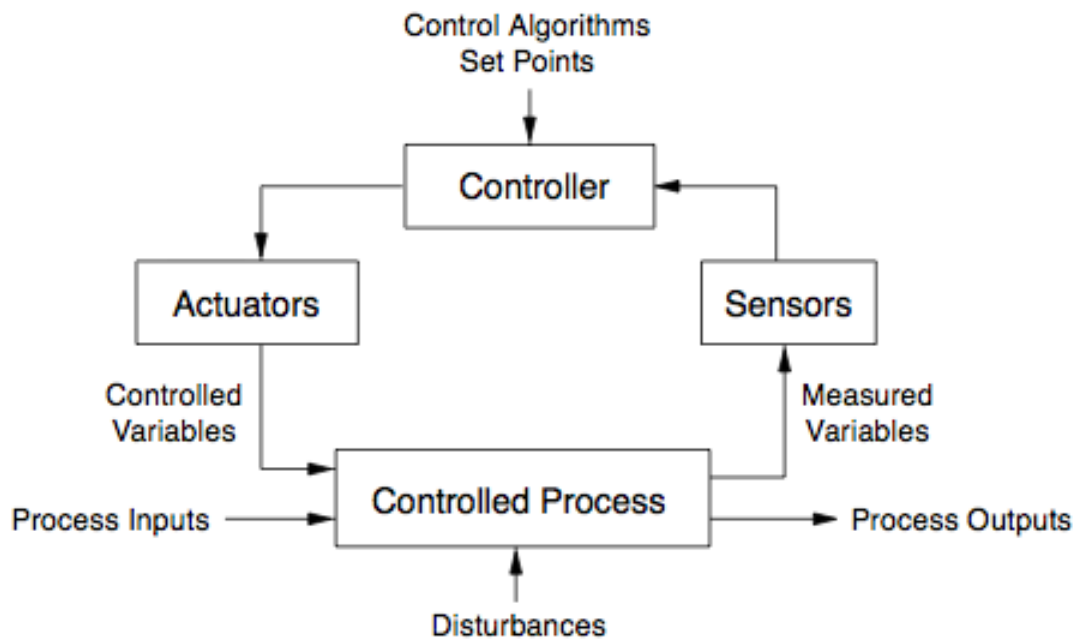 Control Algorithms
Set Points
Controller
Actuators
Sensors
Controlled
Variables
Measured
Variables
Controlled Process
Process Inputs
Process Outputs
Disturbances